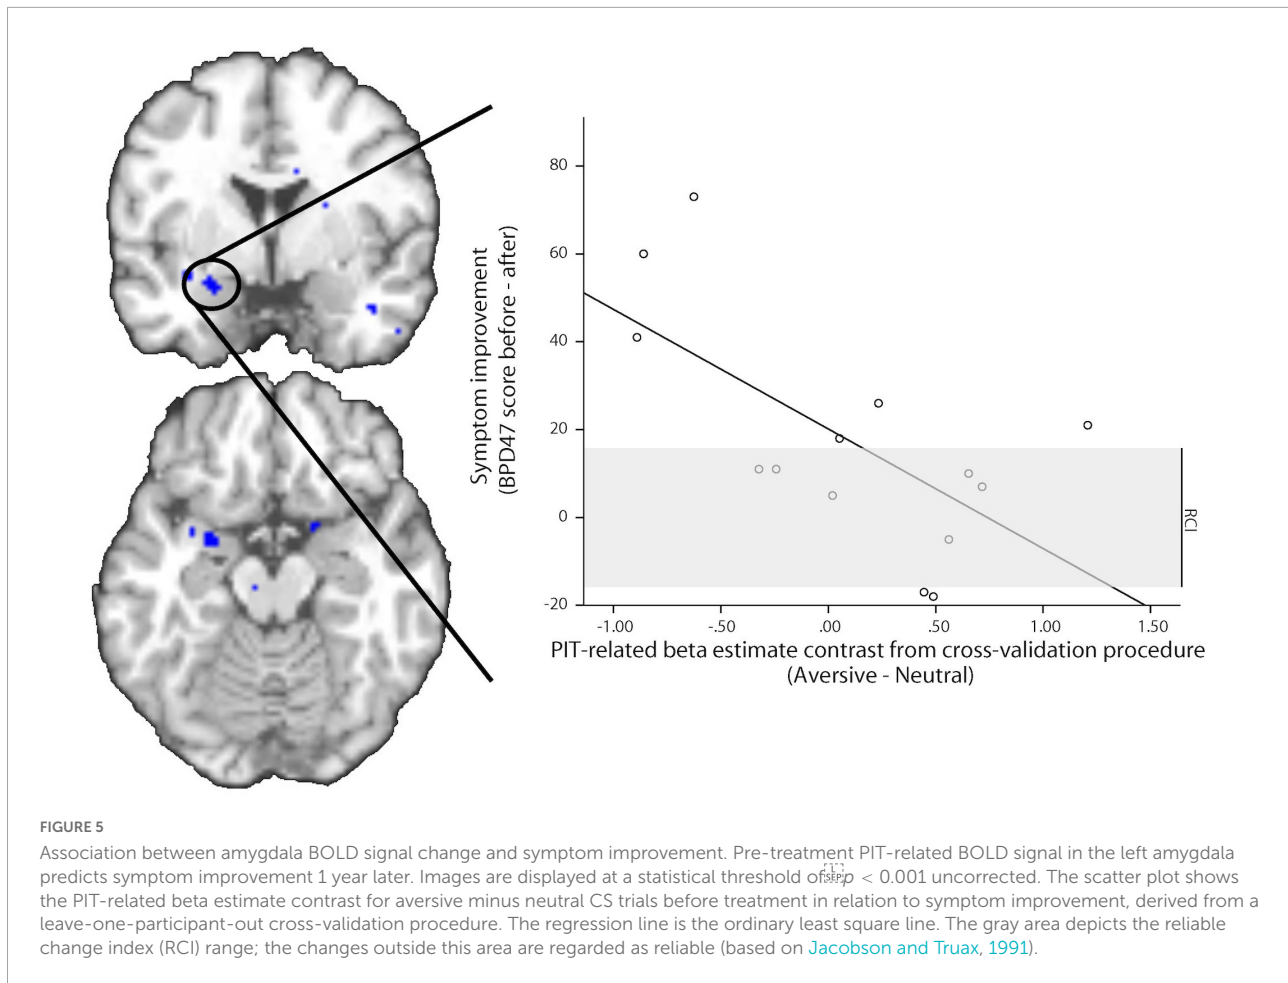 80
60
40
20
0
-20
Symptom improvement
(BPD47 score before - after)
RCI
-1.00 -.50 .00 .50 1.00 1.50
PIT-related beta estimate contrast from cross-validation procedure
(Aversive - Neutral)
FIGURE 5
Association between amygdala BOLD signal change and symptom improvement. Pre-treatment PIT-related BOLD signal in the left amygdala
predicts symptom improvement 1 year later. Images are displayed at a statistical threshold of SEP p < 0.001 uncorrected. The scatter plot shows
the PIT-related beta estimate contrast for aversive minus neutral CS trials before treatment in relation to symptom improvement, derived from a
leave-one-participant-out cross-validation procedure. The regression line is the ordinary least square line. The gray area depicts the reliable
change index (RCI) range; the changes outside this area are regarded as reliable (based on Jacobson and Truax, 1991).